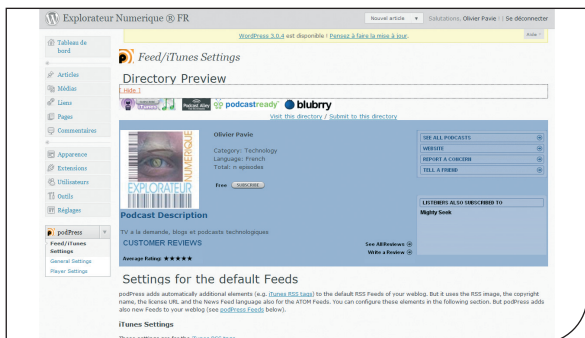 Explorateur Numerique ® FR
Nouvel article
Salutations, Olivier Pavie ! | Se déconnecter
WordPress 3.0.4 est disponible ! Pensez à faire la mise à jour.
Aide
Tableau de bord
Articles
Médias
Liens
Pages
Commentaires
Apparence
Extensions
Utilisateurs
Outils
Réglages
podPress
Feed/iTunes Settings
General Settings
Player Settings
Feed/iTunes Settings
Directory Preview
[ Hide ]
iTunes
Podcast Alley
podcastready
blubrry
Visit this directory / Submit to this directory
EXPLORATEUR
NUMERIQUE
Olivier Pavie
Category: Technology
Language: French
Total: n episodes
Free SUBSCRIBE
SEE ALL PODCASTS
WEBSITE
REPORT A CONCERN
TELL A FRIEND
LISTENERS ALSO SUBSCRIBED TO
Mighty Seek
Podcast Description
TV a la demande, blogs et podcasts technologiques
CUSTOMER REVIEWS
See All Reviews
Write a Review
Average Rating: ★★★★★
Settings for the default Feeds
podPress adds automatically additional elements (e.g. iTunes RSS tags) to the default RSS Feeds of your weblog. But it uses the RSS image, the copyright
name, the license URL and the News Feed language also for the ATOM Feeds. You can configure these elements in the following section. But podPress adds
also new Feeds to your weblog (see podPress Feeds below).
iTunes Settings